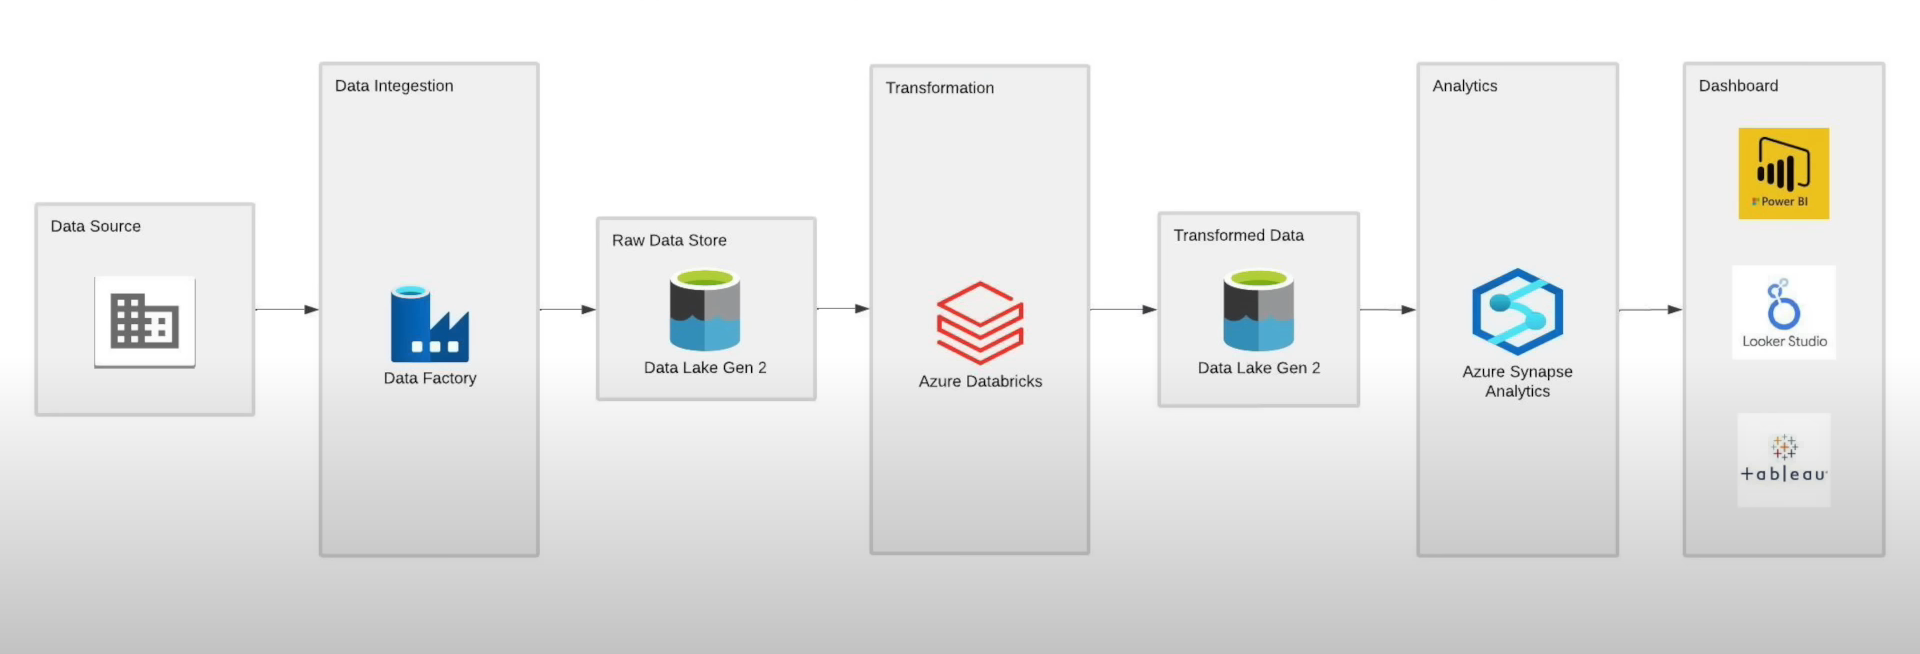 Data Source
Data Integestion
Data Factory
Raw Data Store
Data Lake Gen 2
Transformation
Azure Databricks
Transformed Data
Data Lake Gen 2
Analytics
Azure Synapse
Analytics
Dashboard
Power BI
Looker Studio
+ableau